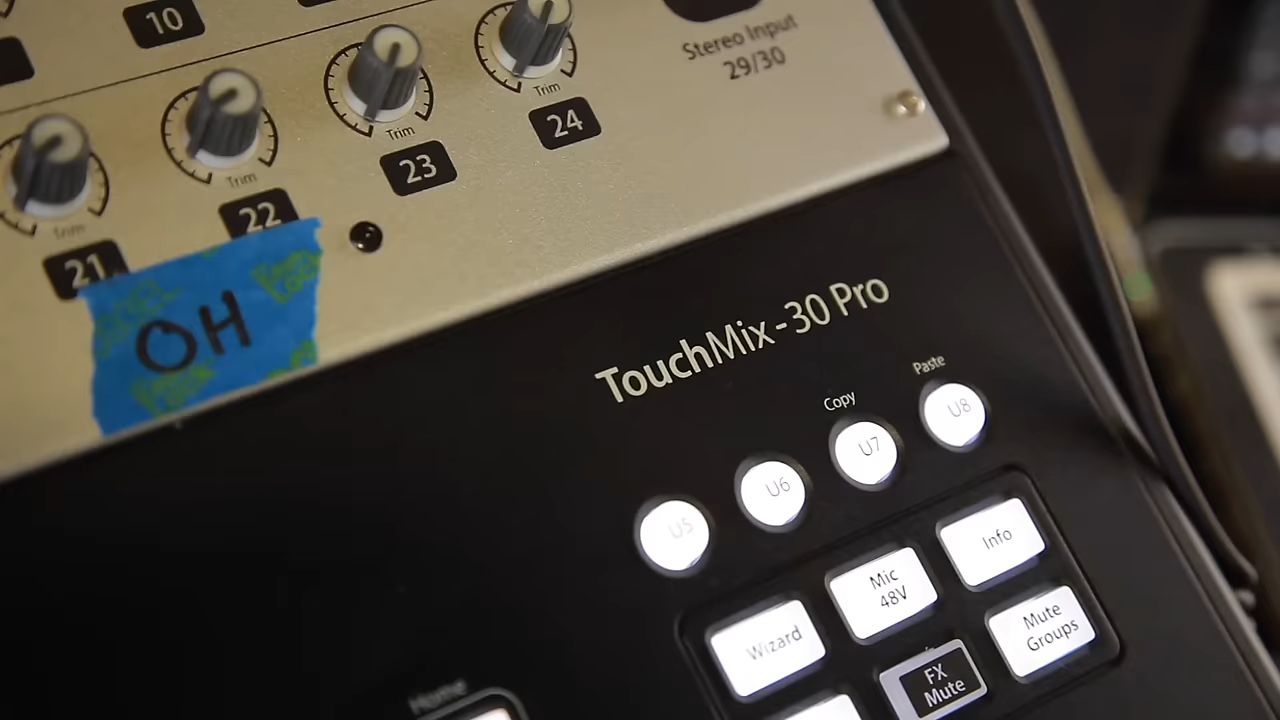 10
Stereo Input
29/30
Trim
24
Trim
23
Trim
22
Trim
21
OH
TouchMix-30 Pro
Paste
Copy
U8
U7
U6
U5
Info
Mic
48V
Mute
Groups
Wizard
FX
Mute
Home